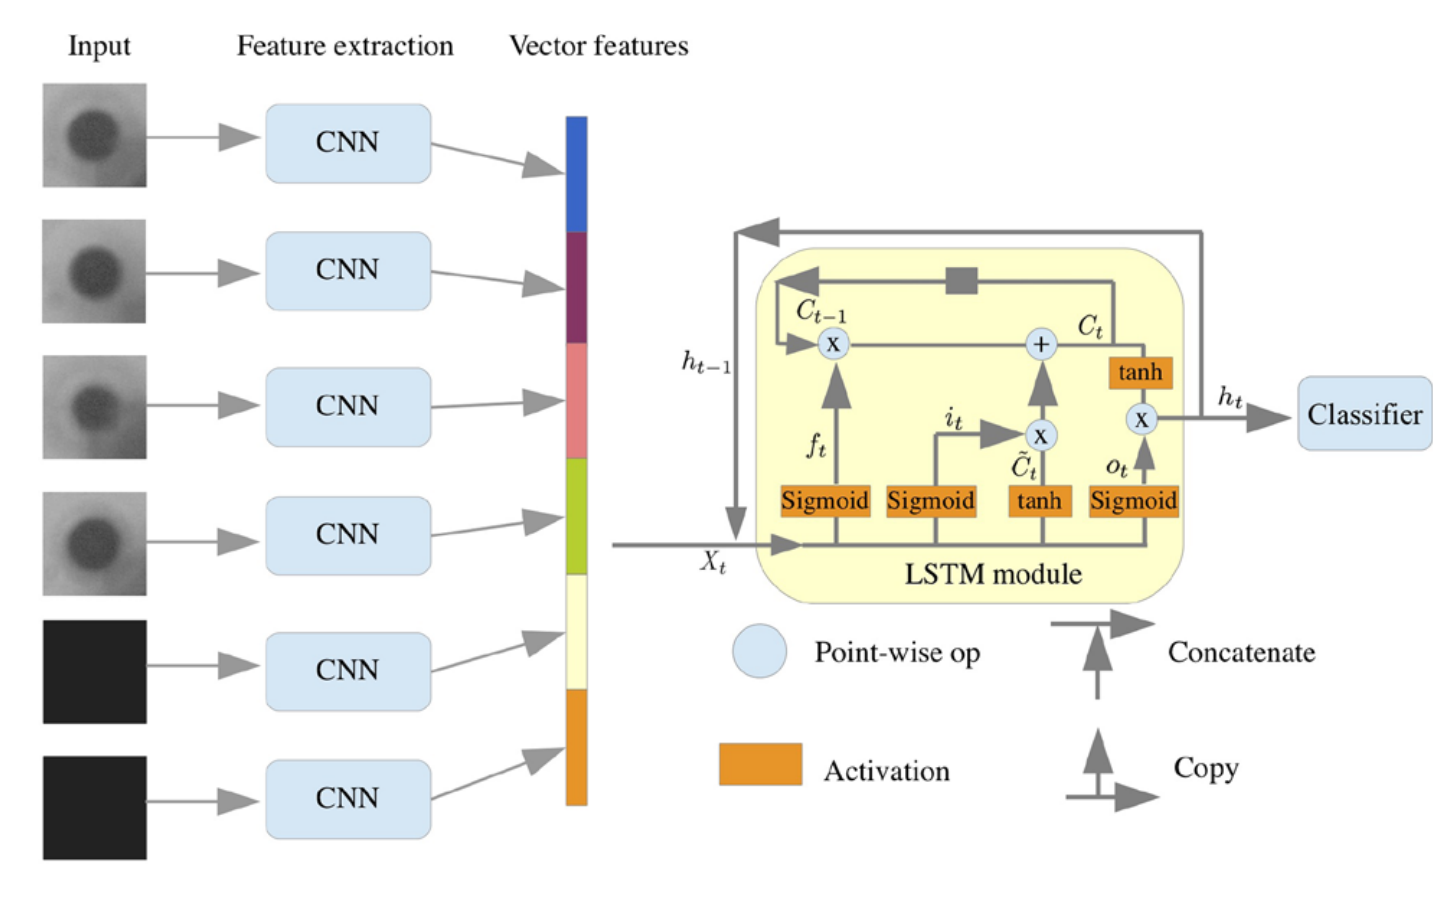 Input
Feature extraction
Vector features
CNN
CNN
CNN
CNN
CNN
CNN
h_{t-1}
C_{t-1}
x
+
C_t
tanh
x
h_t
Classifier
f_t
i_t
x
C̃_t
o_t
Sigmoid
Sigmoid
tanh
Sigmoid
X_t
LSTM module
Point-wise op
Concatenate
Activation
Copy